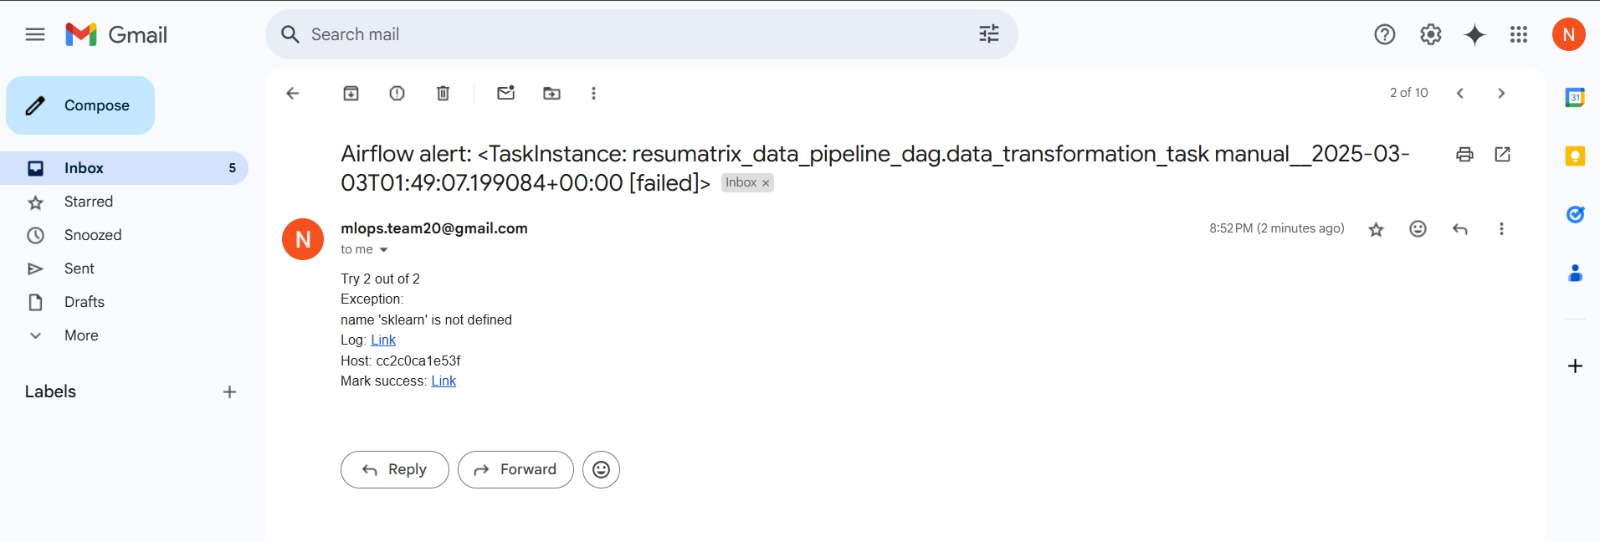 Gmail
Search mail
N
Compose
2 of 10
31
Inbox 5
Starred
Snoozed
Sent
Drafts
More
Labels
Airflow alert: <TaskInstance: resumatrix_data_pipeline_dag.data_transformation_task manual__2025-03-
03T01:49:07.199084+00:00 [failed]> Inbox ×
N
mlops.team20@gmail.com
8:52 PM (2 minutes ago)
to me
Try 2 out of 2
Exception:
name 'sklearn' is not defined
Log: Link
Host: cc2c0ca1e53f
Mark success: Link
Reply
Forward